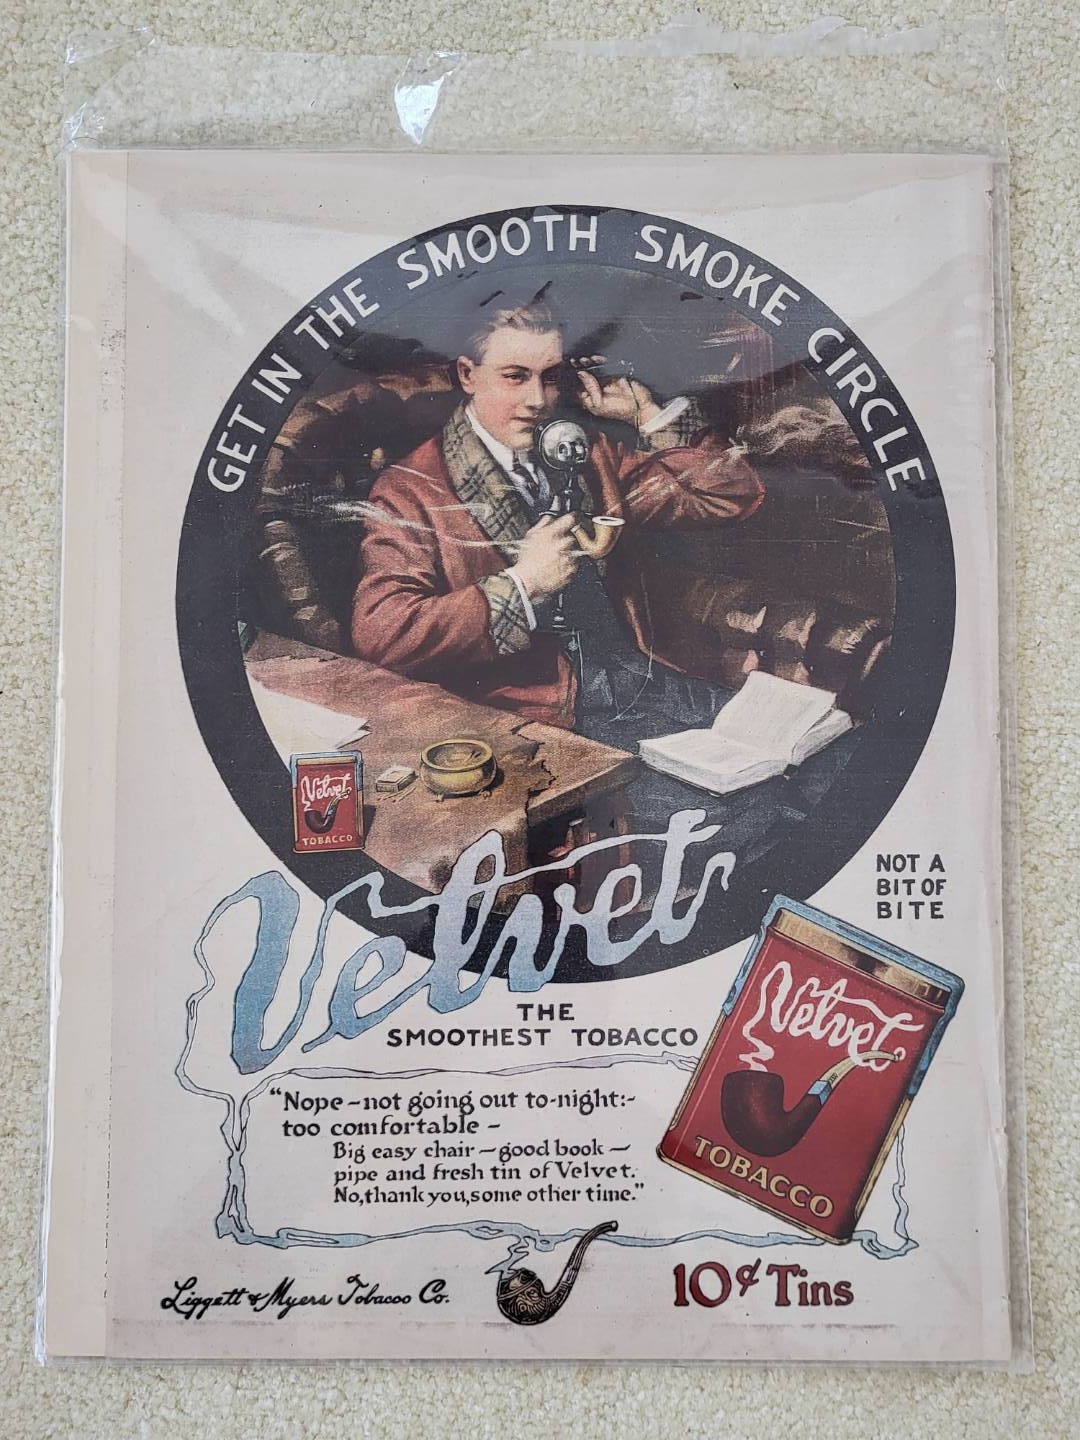 GET IN THE SMOOTH SMOKE CIRCLE
Velvet
TOBACCO
Velvet
NOT A
BIT OF
BITE
THE
SMOOTHEST TOBACCO
Velvet
TOBACCO
"Nope - not going out to-night:-
too comfortable -
Big easy chair - good book -
pipe and fresh tin of Velvet.
No, thank you, some other time."
Liggett & Myers Tobacco Co.
10¢ Tins